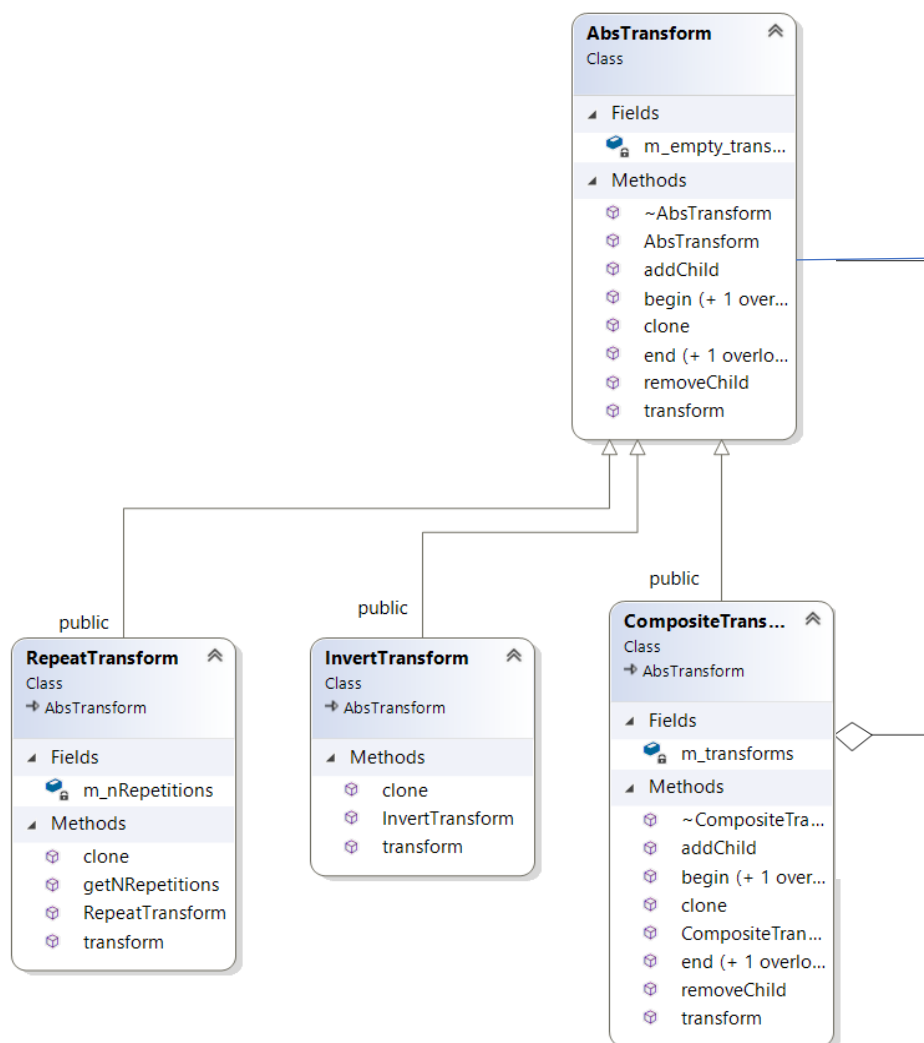 AbsTransform
Class
Fields
m_empty_trans...
Methods
~AbsTransform
AbsTransform
addChild
begin (+ 1 over...
clone
end (+ 1 overlo...
removeChild
transform
public
public
public
RepeatTransform
Class
AbsTransform
Fields
m_nRepetitions
Methods
clone
getNRepetitions
RepeatTransform
transform
InvertTransform
Class
AbsTransform
Methods
clone
InvertTransform
transform
CompositeTrans...
Class
AbsTransform
Fields
m_transforms
Methods
~CompositeTra...
addChild
begin (+ 1 over...
clone
CompositeTran...
end (+ 1 overlo...
removeChild
transform